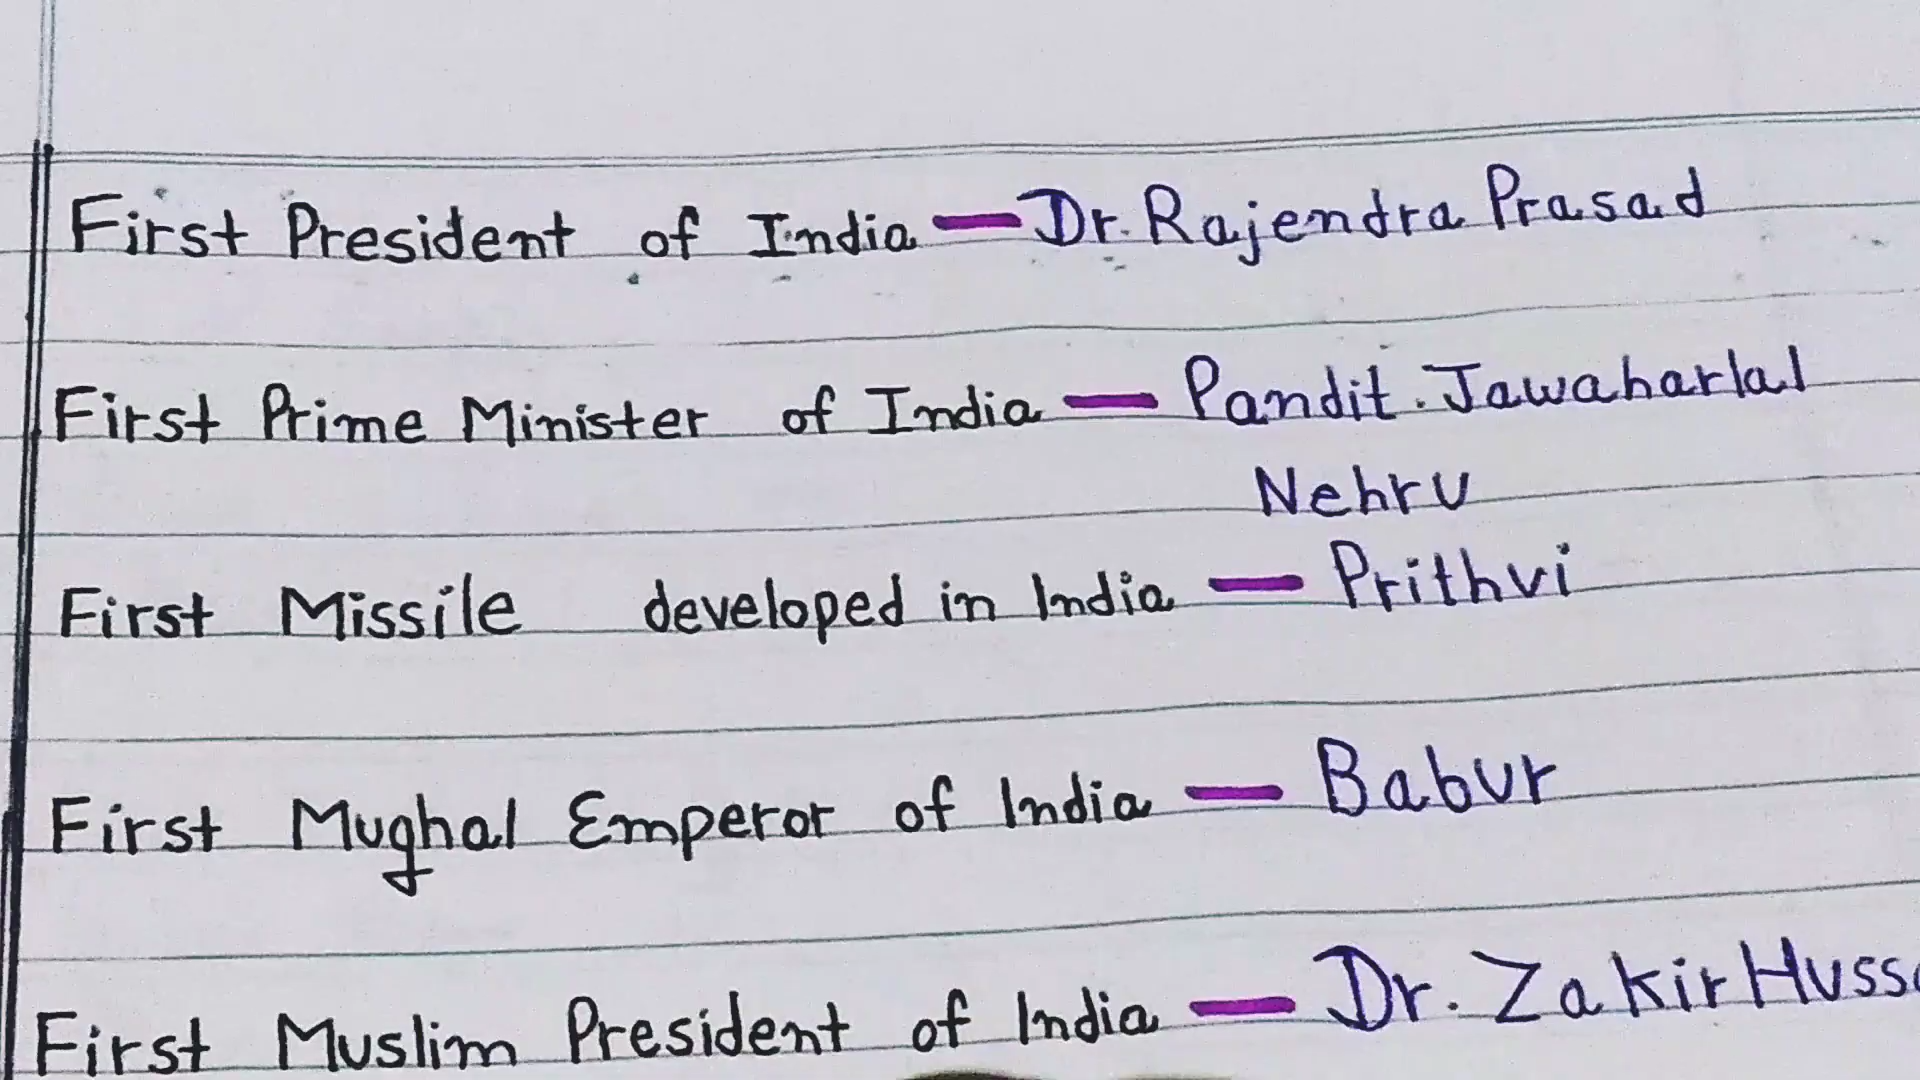 First President of India — Dr. Rajendra Prasad
First Prime Minister of India — Pandit. Jawaharlal
Nehru
First Missile developed in India — Prithvi
First Mughal Emperor of India — Babur
First Muslim President of India — Dr. Zakir